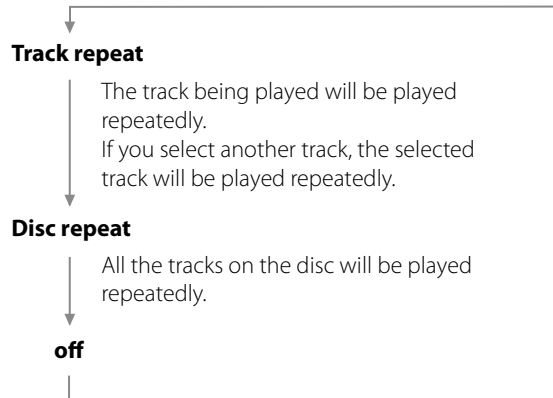 Track repeat
The track being played will be played
repeatedly.
If you select another track, the selected
track will be played repeatedly.
Disc repeat
All the tracks on the disc will be played
repeatedly.
off